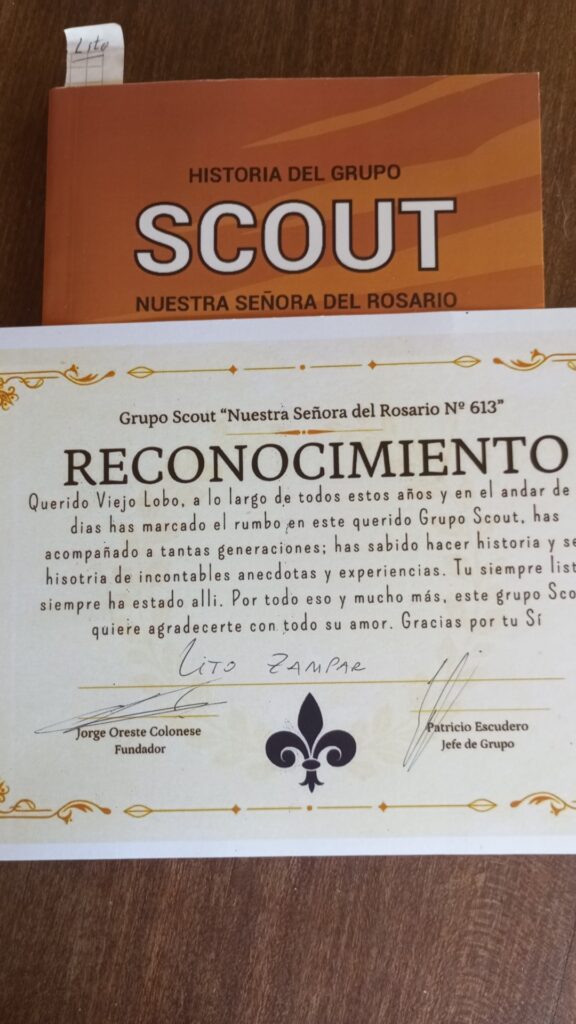 Lito
HISTORIA DEL GRUPO
SCOUT
NUESTRA SEÑORA DEL ROSARIO
Grupo Scout "Nuestra Señora del Rosario Nº 613"
RECONOCIMIENTO
Querido Viejo Lobo, a lo largo de todos estos años y en el andar de
dias has marcado el rumbo en este querido Grupo Scout, has
acompañado a tantas generaciones; has sabido hacer historia y se
hisotria de incontables anecdotas y experiencias. Tu siempre list
siempre ha estado alli. Por todo eso y mucho más, este grupo Sco
quiere agradecerte con todo su amor. Gracias por tu Sí
LITO ZAMPAR
Jorge Oreste Colonese
Fundador
Patricio Escudero
Jefe de Grupo